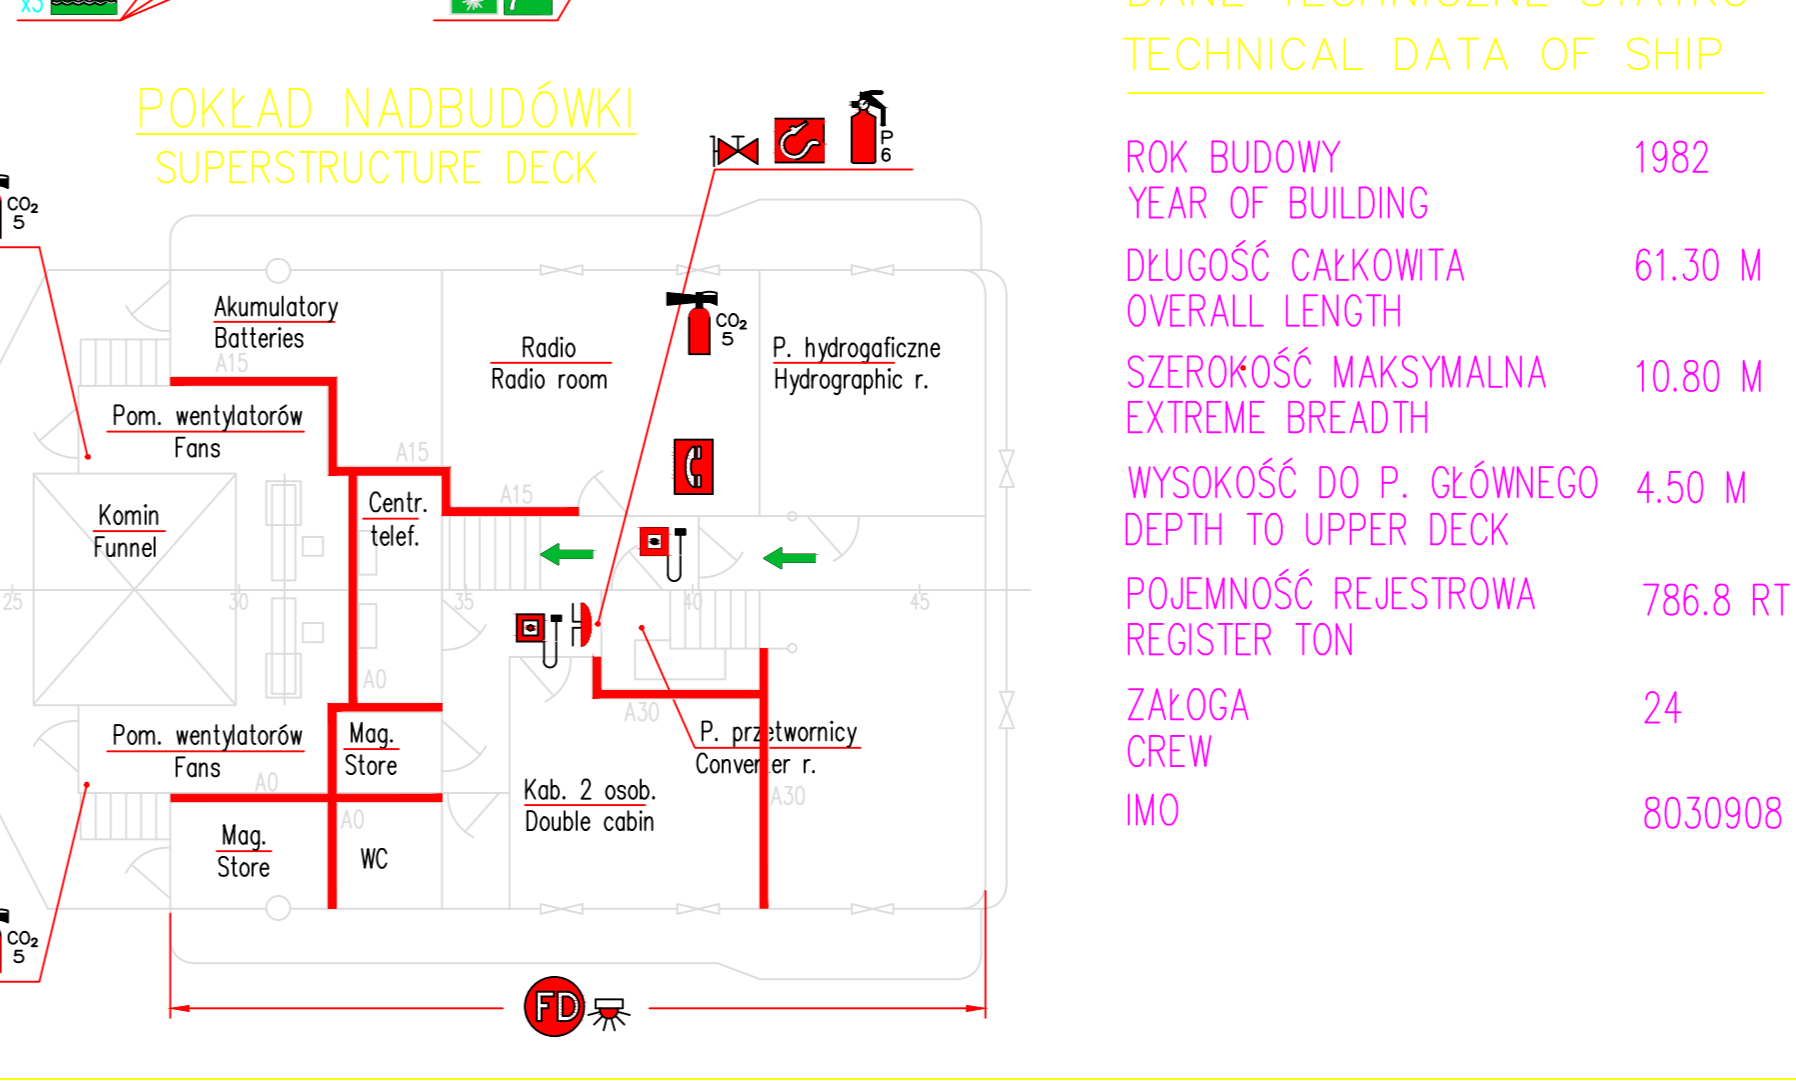 x3
POKŁAD NADBUDÓWKI
SUPERSTRUCTURE DECK
P
6
CO₂
5
Akumulatory
Batteries
A15
Radio
Radio room
CO₂
5
P. hydrogaficzne
Hydrographic r.
Pom. wentylatorów
Fans
A15
A15
Centr.
telef.
Komin
Funnel
25
30
35
40
45
A0
A30
Pom. wentylatorów
Fans
Mag.
Store
P. przetwornicy
Converter r.
A0
A0
Kab. 2 osob.
Double cabin
A30
Mag.
Store
WC
CO₂
5
FD
DANE TECHNICZNE STATKU
TECHNICAL DATA OF SHIP
ROK BUDOWY 1982
YEAR OF BUILDING
DŁUGOŚĆ CAŁKOWITA 61.30 M
OVERALL LENGTH
SZEROKOŚĆ MAKSYMALNA 10.80 M
EXTREME BREADTH
WYSOKOŚĆ DO P. GŁÓWNEGO 4.50 M
DEPTH TO UPPER DECK
POJEMNOŚĆ REJESTROWA 786.8 RT
REGISTER TON
ZAŁOGA 24
CREW
IMO 8030908